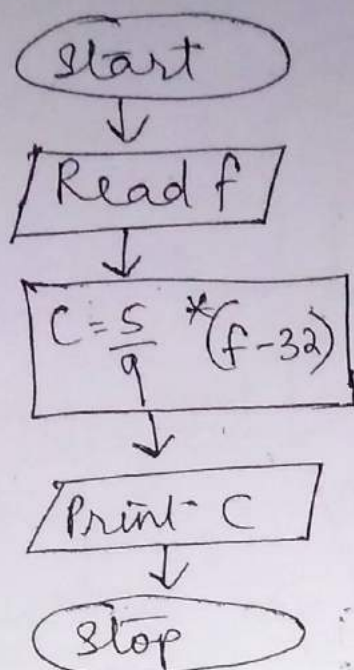 Start
Read f
C = 5/9 * (f-32)
Print C
Stop